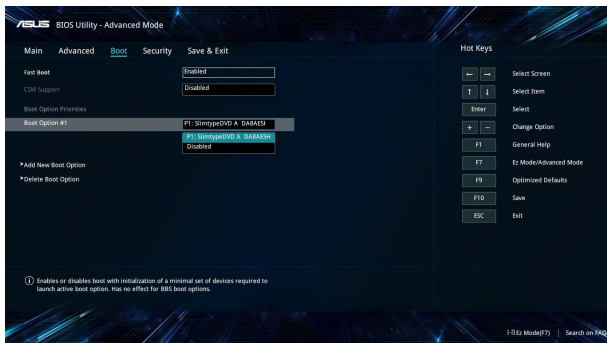 ASUS BIOS Utility - Advanced Mode
Main Advanced Boot Security Save & Exit
Hot Keys
Fast Boot Enabled
CSM Support Disabled
Boot Option Priorities
Boot Option #1 P1: SlimtypeDVD A DA8AESI
P1: SlimtypeDVD A DA8AESH
Disabled
Add New Boot Option
Delete Boot Option
← → Select Screen
↑ ↓ Select Item
Enter Select
+ − Change Option
F1 General Help
F7 Ez Mode/Advanced Mode
F9 Optimized Defaults
F10 Save
ESC Exit
Enables or disables boot with initialization of a minimal set of devices required to
launch active boot option. Has no effect for BBS boot options.
Ez Mode(F7) | Search on FAQ